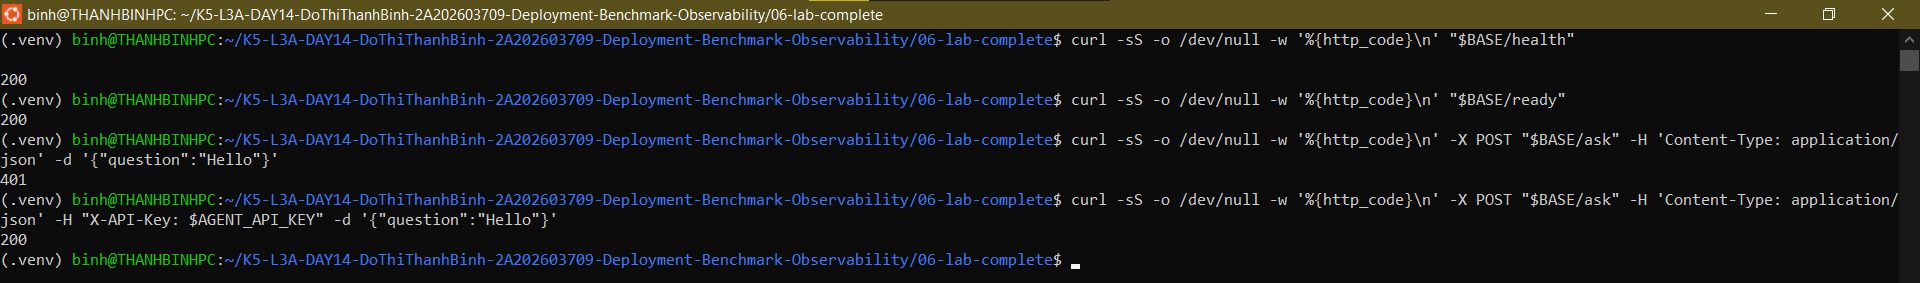 binh@THANHBINHPC: ~/K5-L3A-DAY14-DoThiThanhBinh-2A202603709-Deployment-Benchmark-Observability/06-lab-complete
(.venv) binh@THANHBINHPC:~/K5-L3A-DAY14-DoThiThanhBinh-2A202603709-Deployment-Benchmark-Observability/06-lab-complete$ curl -sS -o /dev/null -w '%{http_code}\n' "$BASE/health"
200
(.venv) binh@THANHBINHPC:~/K5-L3A-DAY14-DoThiThanhBinh-2A202603709-Deployment-Benchmark-Observability/06-lab-complete$ curl -sS -o /dev/null -w '%{http_code}\n' "$BASE/ready"
200
(.venv) binh@THANHBINHPC:~/K5-L3A-DAY14-DoThiThanhBinh-2A202603709-Deployment-Benchmark-Observability/06-lab-complete$ curl -sS -o /dev/null -w '%{http_code}\n' -X POST "$BASE/ask" -H 'Content-Type: application/
json' -d '{"question":"Hello"}'
401
(.venv) binh@THANHBINHPC:~/K5-L3A-DAY14-DoThiThanhBinh-2A202603709-Deployment-Benchmark-Observability/06-lab-complete$ curl -sS -o /dev/null -w '%{http_code}\n' -X POST "$BASE/ask" -H 'Content-Type: application/
json' -H "X-API-Key: $AGENT_API_KEY" -d '{"question":"Hello"}'
200
(.venv) binh@THANHBINHPC:~/K5-L3A-DAY14-DoThiThanhBinh-2A202603709-Deployment-Benchmark-Observability/06-lab-complete$